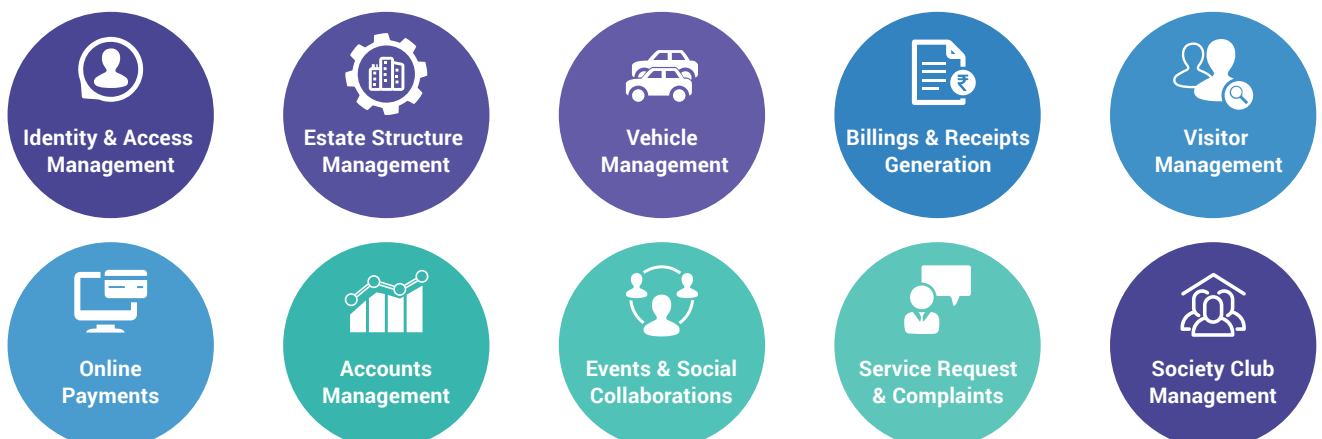 Identity & Access
Management
Estate Structure
Management
Vehicle
Management
Billings & Receipts
Generation
₹
Visitor
Management
Online
Payments
Accounts
Management
Events & Social
Collaborations
Service Request
& Complaints
Society Club
Management